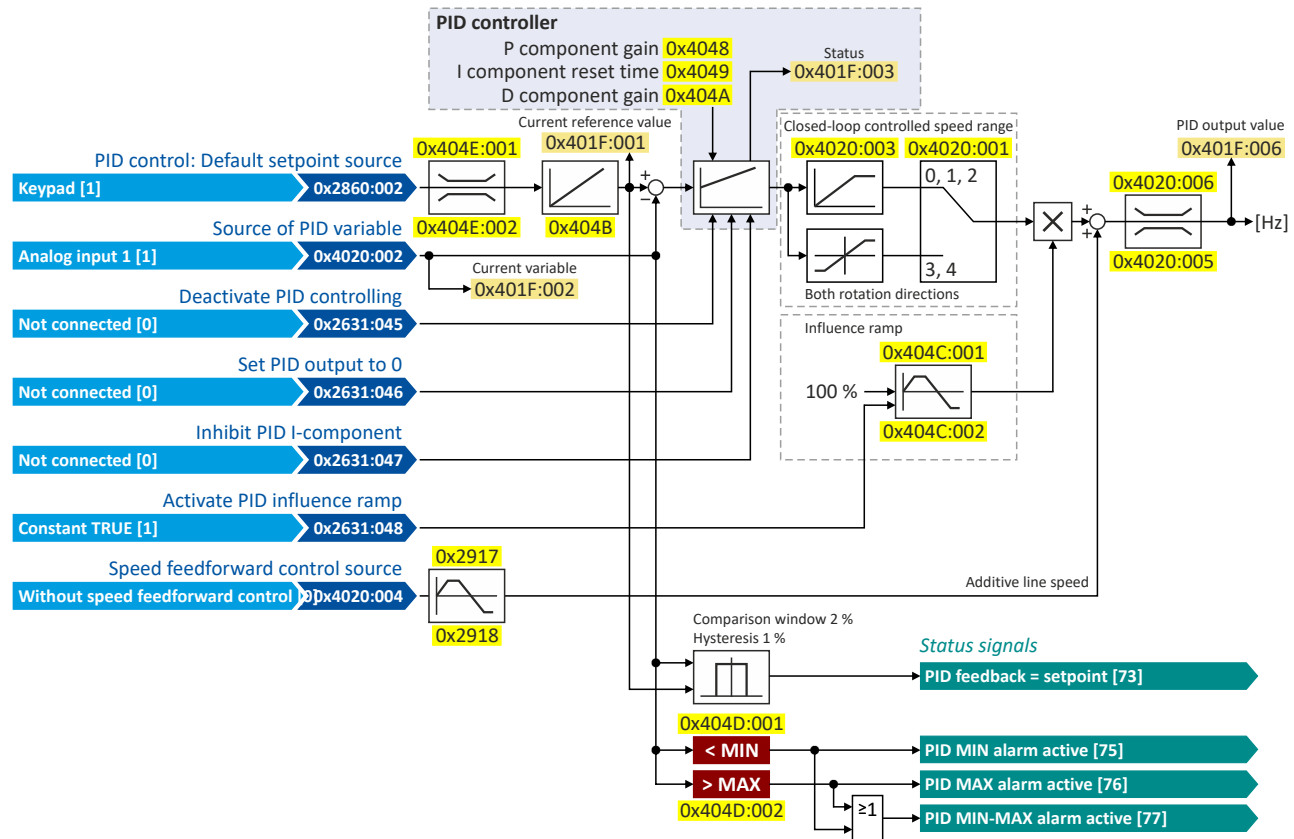 PID controller
P component gain 0x4048
I component reset time 0x4049
D component gain 0x404A
Status
0x401F:003
Current reference value
0x401F:001
Closed-loop controlled speed range
PID output value
0x401F:006
0x404E:001
0x4020:003
0x4020:001
PID control: Default setpoint source
Keypad [1]
0x2860:002
+
−
0, 1, 2
0x4020:006
0x404E:002
0x404B
+
+
[Hz]
0x4020:005
Source of PID variable
Analog input 1 [1]
0x4020:002
Current variable
0x401F:002
3, 4
Both rotation directions
Deactivate PID controlling
Not connected [0]
0x2631:045
Influence ramp
0x404C:001
Set PID output to 0
Not connected [0]
0x2631:046
100 %
0x404C:002
Inhibit PID I-component
Not connected [0]
0x2631:047
Activate PID influence ramp
Constant TRUE [1]
0x2631:048
Speed feedforward control source
Without speed feedforward control [0]
0x4020:004
0x2917
0x2918
Additive line speed
Comparison window 2 %
Hysteresis 1 %
Status signals
PID feedback = setpoint [73]
0x404D:001
< MIN
PID MIN alarm active [75]
> MAX
PID MAX alarm active [76]
0x404D:002
≥1
PID MIN-MAX alarm active [77]